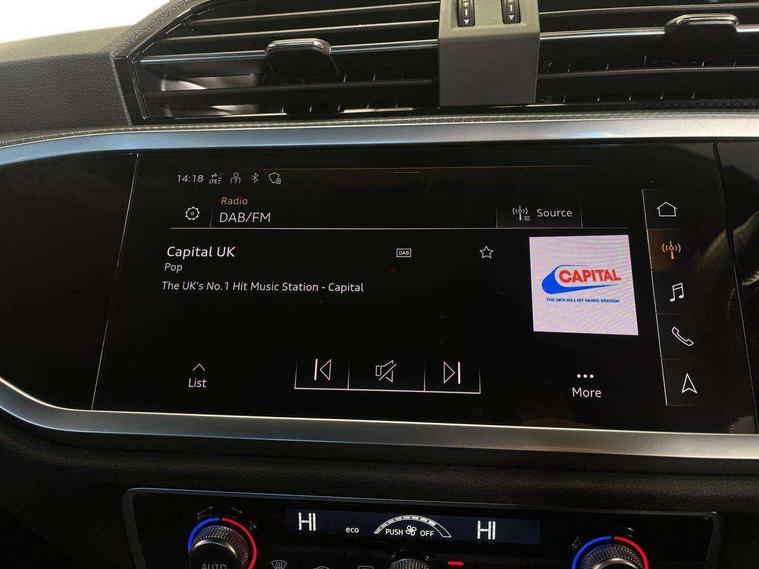 14:18 LTE
Radio
DAB/FM
Source
Capital UK
DAB
Pop
The UK's No.1 Hit Music Station - Capital
CAPITAL
THE UK'S NO.1 HIT MUSIC STATION
List
More
HI
eco
PUSH OFF
HI
AUTO